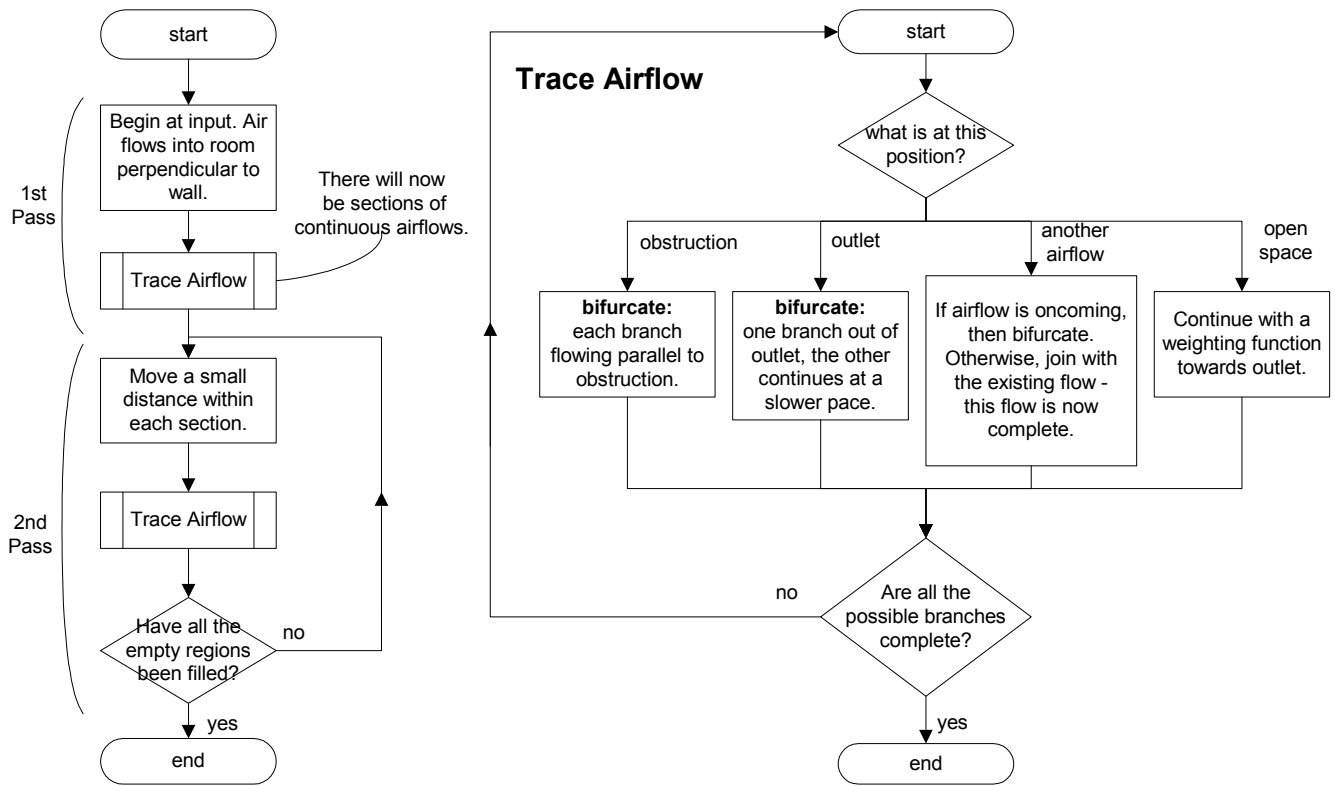 start
Begin at input. Air
flows into room
perpendicular to
wall.
1st
Pass
There will now
be sections of
continuous airflows.
Trace Airflow
Move a small
distance within
each section.
2nd
Pass
Trace Airflow
Have all the
empty regions
been filled?
no
yes
end
Trace Airflow
start
what is at this
position?
obstruction
outlet
another
airflow
open
space
bifurcate:
each branch
flowing parallel to
obstruction.
bifurcate:
one branch out of
outlet, the other
continues at a
slower pace.
If airflow is oncoming,
then bifurcate.
Otherwise, join with
the existing flow -
this flow is now
complete.
Continue with a
weighting function
towards outlet.
no
Are all the
possible branches
complete?
yes
end